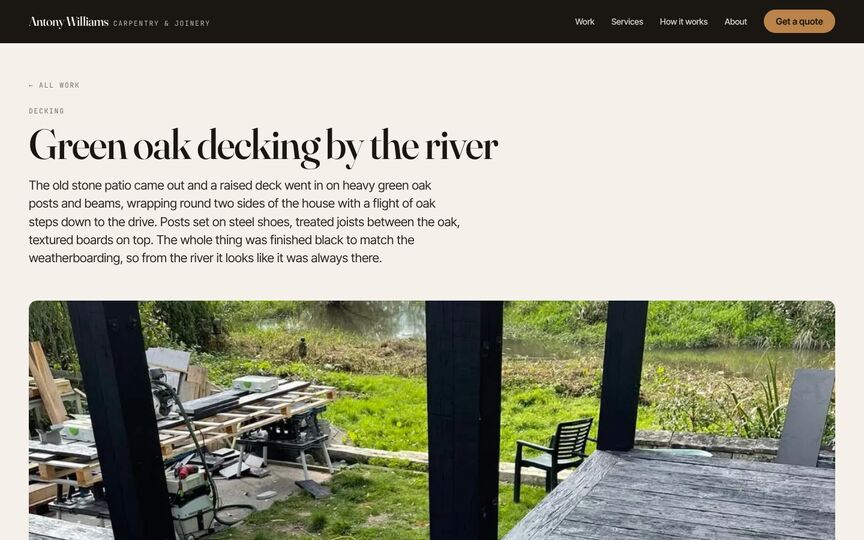 Antony Williams CARPENTRY & JOINERY
Work Services How it works About Get a quote
← ALL WORK
DECKING
Green oak decking by the river
The old stone patio came out and a raised deck went in on heavy green oak
posts and beams, wrapping round two sides of the house with a flight of oak
steps down to the drive. Posts set on steel shoes, treated joists between the oak,
textured boards on top. The whole thing was finished black to match the
weatherboarding, so from the river it looks like it was always there.